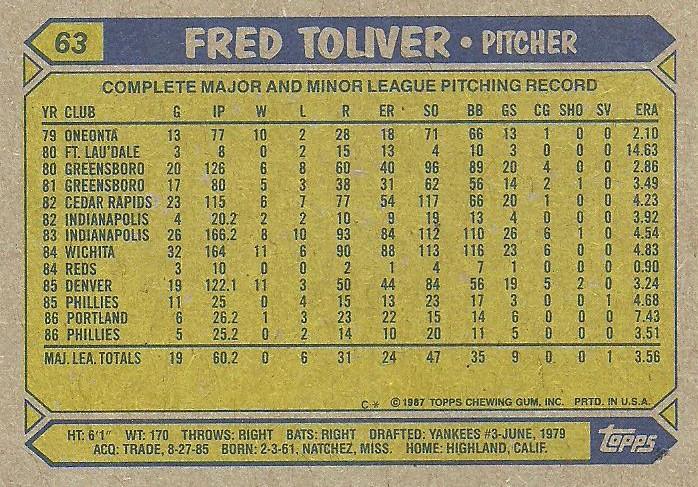 63 FRED TOLIVER • PITCHER
COMPLETE MAJOR AND MINOR LEAGUE PITCHING RECORD
YR CLUB G IP W L R ER SO BB GS CG SHO SV ERA
79 ONEONTA 13 77 10 2 28 18 71 66 13 1 0 0 2.10
80 FT. LAU'DALE 3 8 0 2 15 13 4 10 3 0 0 0 14.63
80 GREENSBORO 20 126 6 8 60 40 96 89 20 4 0 0 2.86
81 GREENSBORO 17 80 5 3 38 31 62 56 14 2 1 0 3.49
82 CEDAR RAPIDS 23 115 6 7 77 54 117 66 20 1 0 0 4.23
82 INDIANAPOLIS 4 20.2 2 2 10 9 19 13 4 0 0 0 3.92
83 INDIANAPOLIS 26 166.2 8 10 93 84 112 110 26 6 1 0 4.54
84 WICHITA 32 164 11 6 90 88 113 116 23 6 0 0 4.83
84 REDS 3 10 0 0 2 1 4 7 1 0 0 0 0.90
85 DENVER 19 122.1 11 3 50 44 84 56 19 5 2 0 3.24
85 PHILLIES 11 25 0 4 15 13 23 17 3 0 0 1 4.68
86 PORTLAND 6 26.2 1 3 23 22 15 14 6 0 0 0 7.43
86 PHILLIES 5 25.2 0 2 14 10 20 11 5 0 0 0 3.51
MAJ. LEA. TOTALS 19 60.2 0 6 31 24 47 35 9 0 0 1 3.56
C* © 1987 TOPPS CHEWING GUM, INC. PRTD. IN U.S.A.
HT: 6'1" WT: 170 THROWS: RIGHT BATS: RIGHT DRAFTED: YANKEES #3-JUNE, 1979
ACQ: TRADE, 8-27-85 BORN: 2-3-61, NATCHEZ, MISS. HOME: HIGHLAND, CALIF.
TOPPS